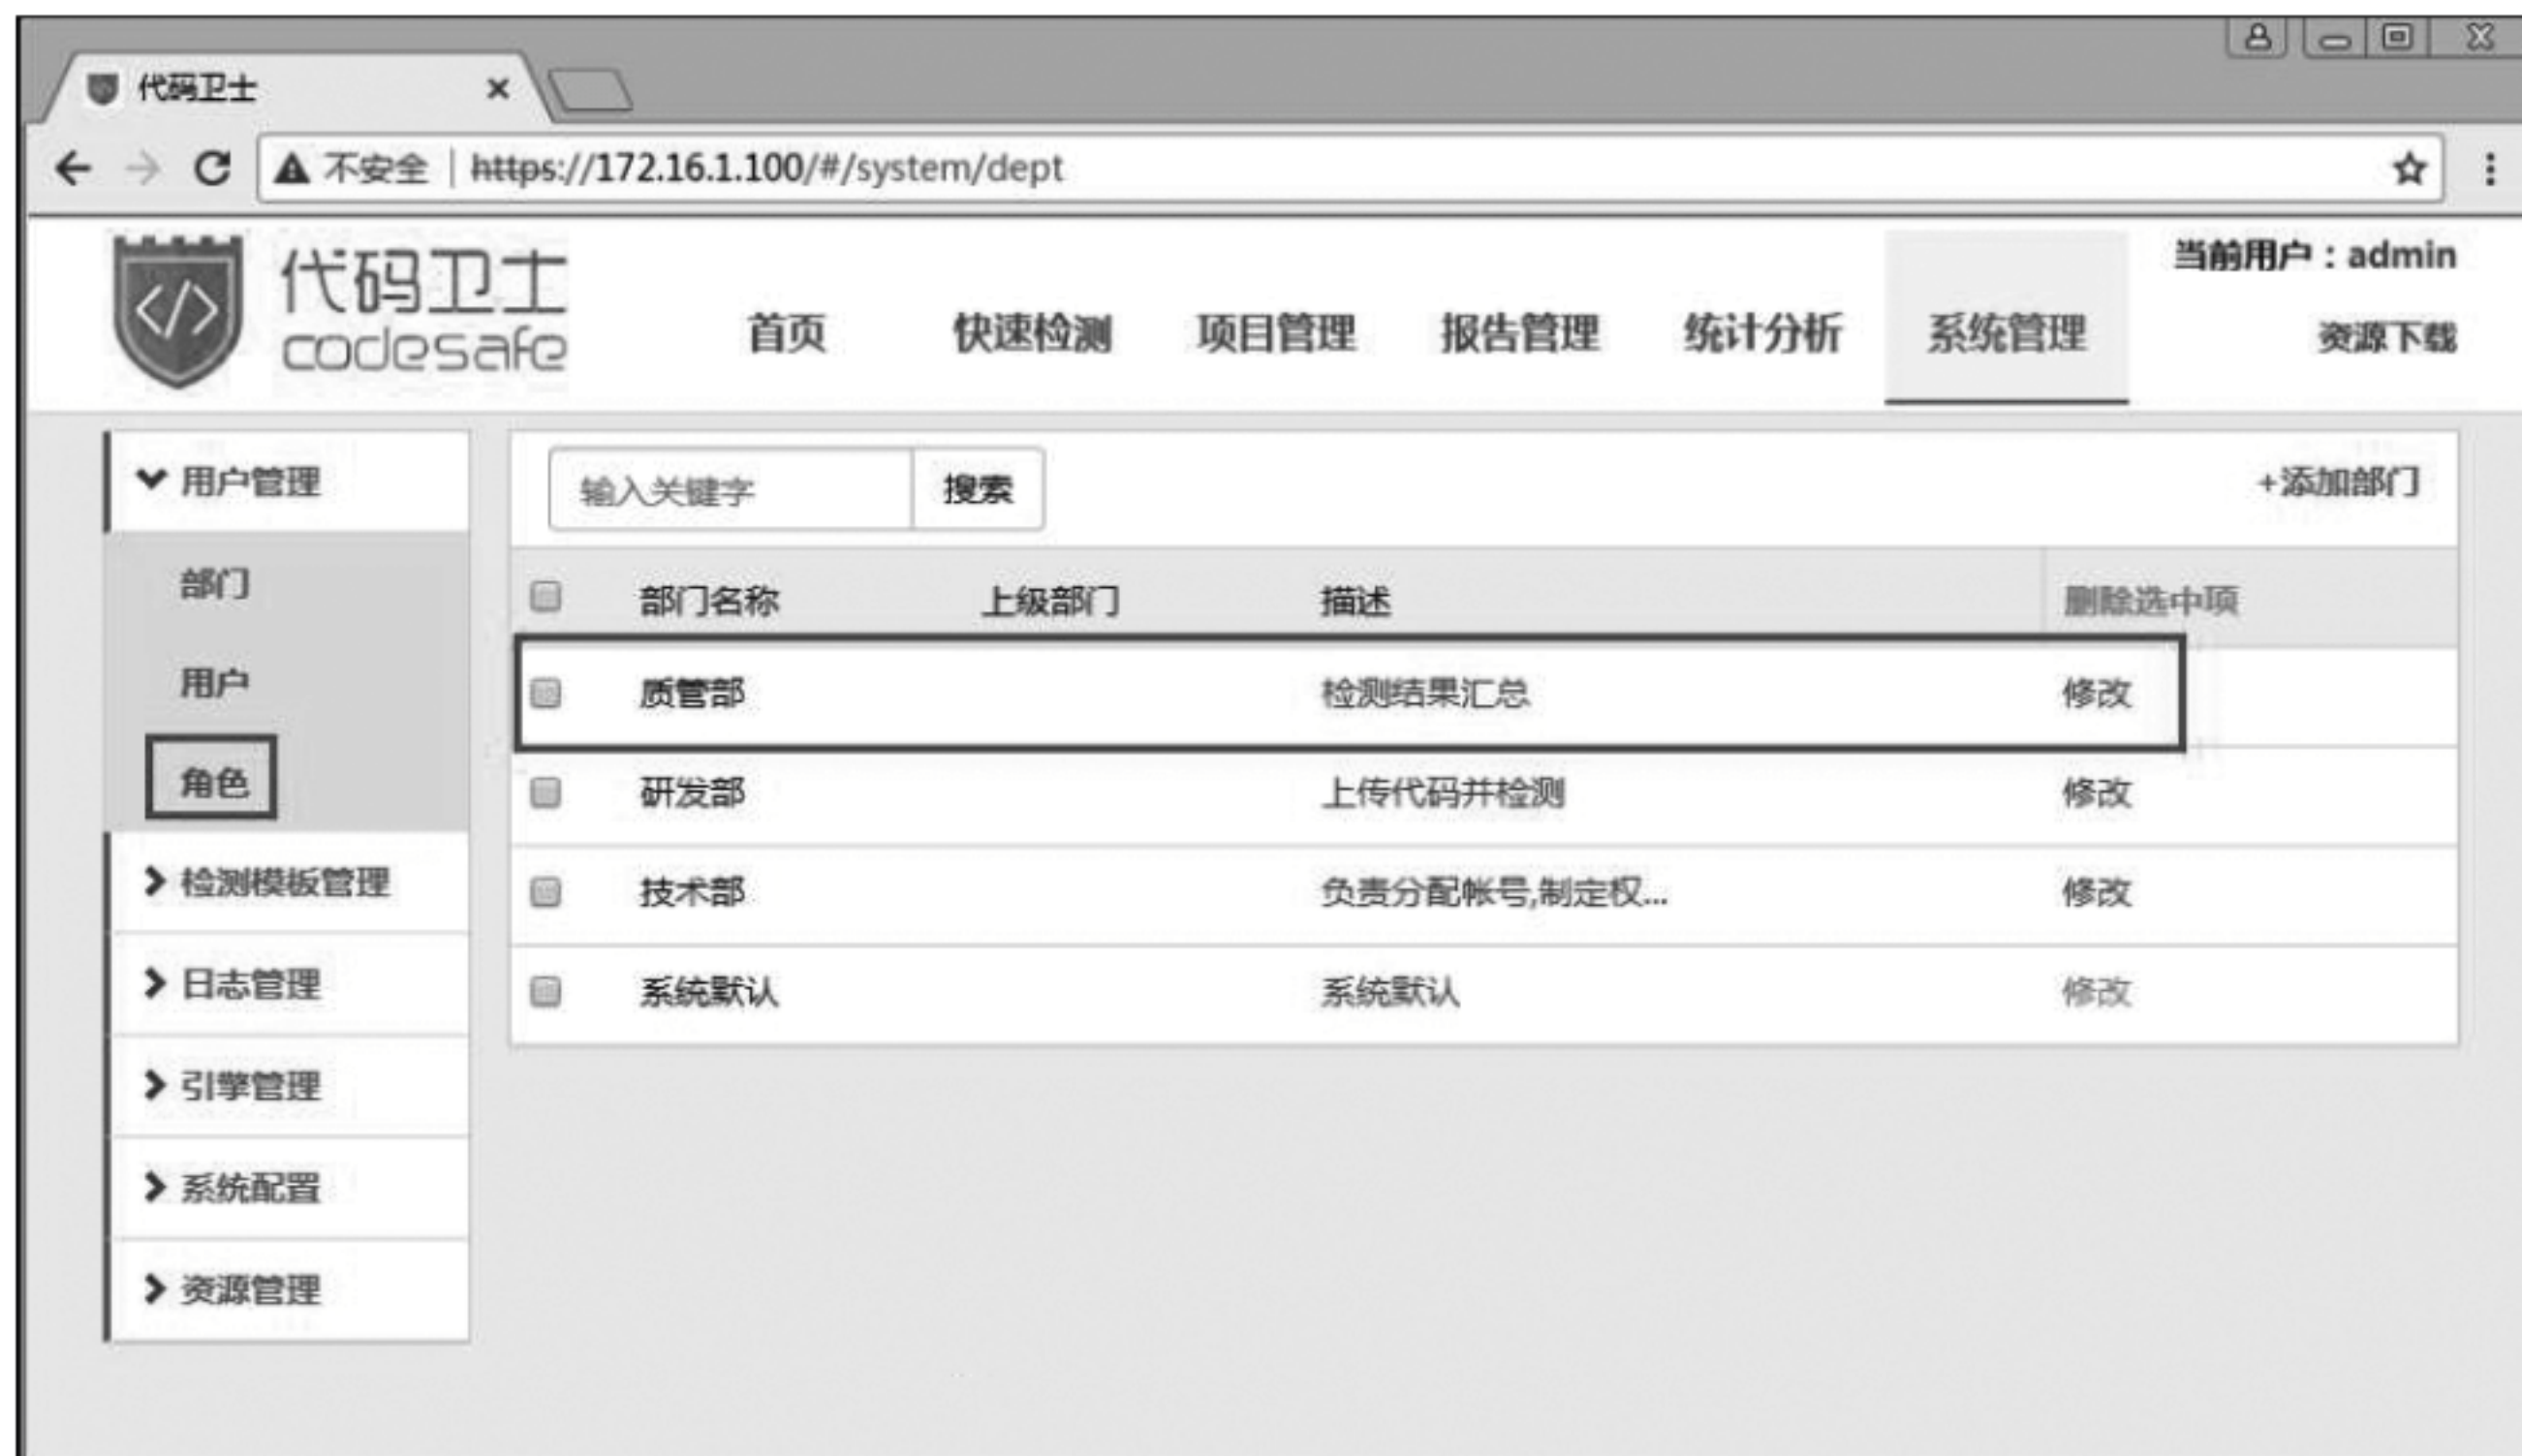 代码卫士
不安全 | https://172.16.1.100/#/system/dept
代码卫士
codesafe
首页 快速检测 项目管理 报告管理 统计分析 系统管理
当前用户：admin
资源下载
用户管理
部门
用户
角色
检测模板管理
日志管理
引擎管理
系统配置
资源管理
输入关键字 搜索 +添加部门
部门名称 上级部门 描述 删除选中项
质管部 检测结果汇总 修改
研发部 上传代码并检测 修改
技术部 负责分配帐号,制定权... 修改
系统默认 系统默认 修改